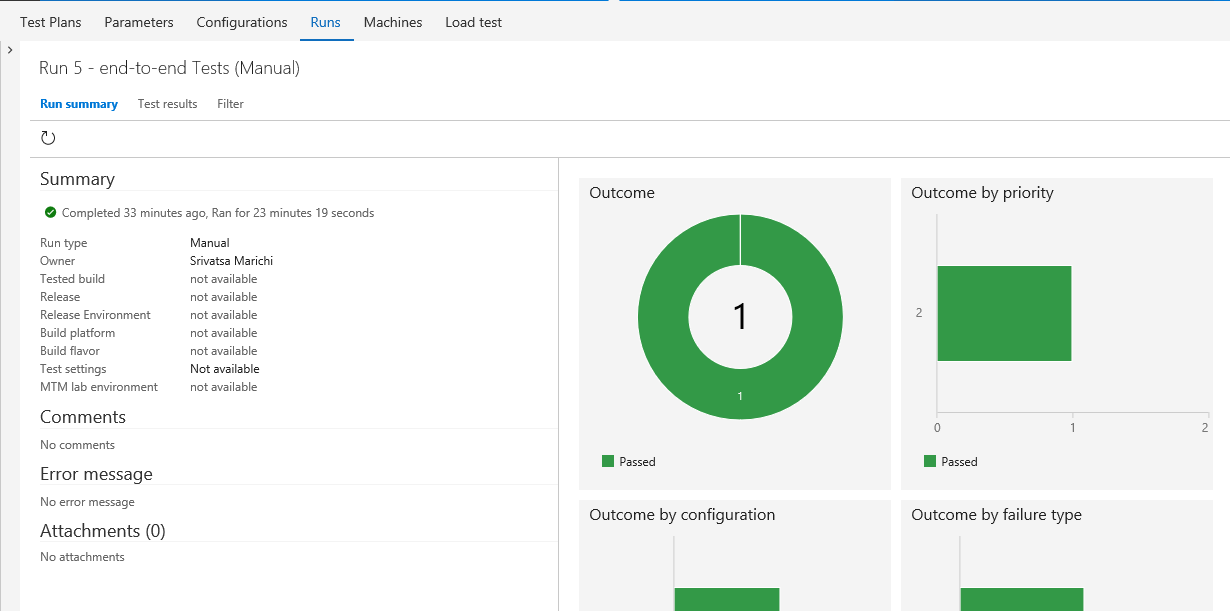 Test Plans Parameters Configurations Runs Machines Load test
Run 5 - end-to-end Tests (Manual)
Run summary Test results Filter
Summary
Completed 33 minutes ago, Ran for 23 minutes 19 seconds
Run type Manual
Owner Srivatsa Marichi
Tested build not available
Release not available
Release Environment not available
Build platform not available
Build flavor not available
Test settings Not available
MTM lab environment not available
Comments
No comments
Error message
No error message
Attachments (0)
No attachments
Outcome
1
1
Passed
Outcome by priority
2
0 1 2
Passed
Outcome by configuration
Outcome by failure type